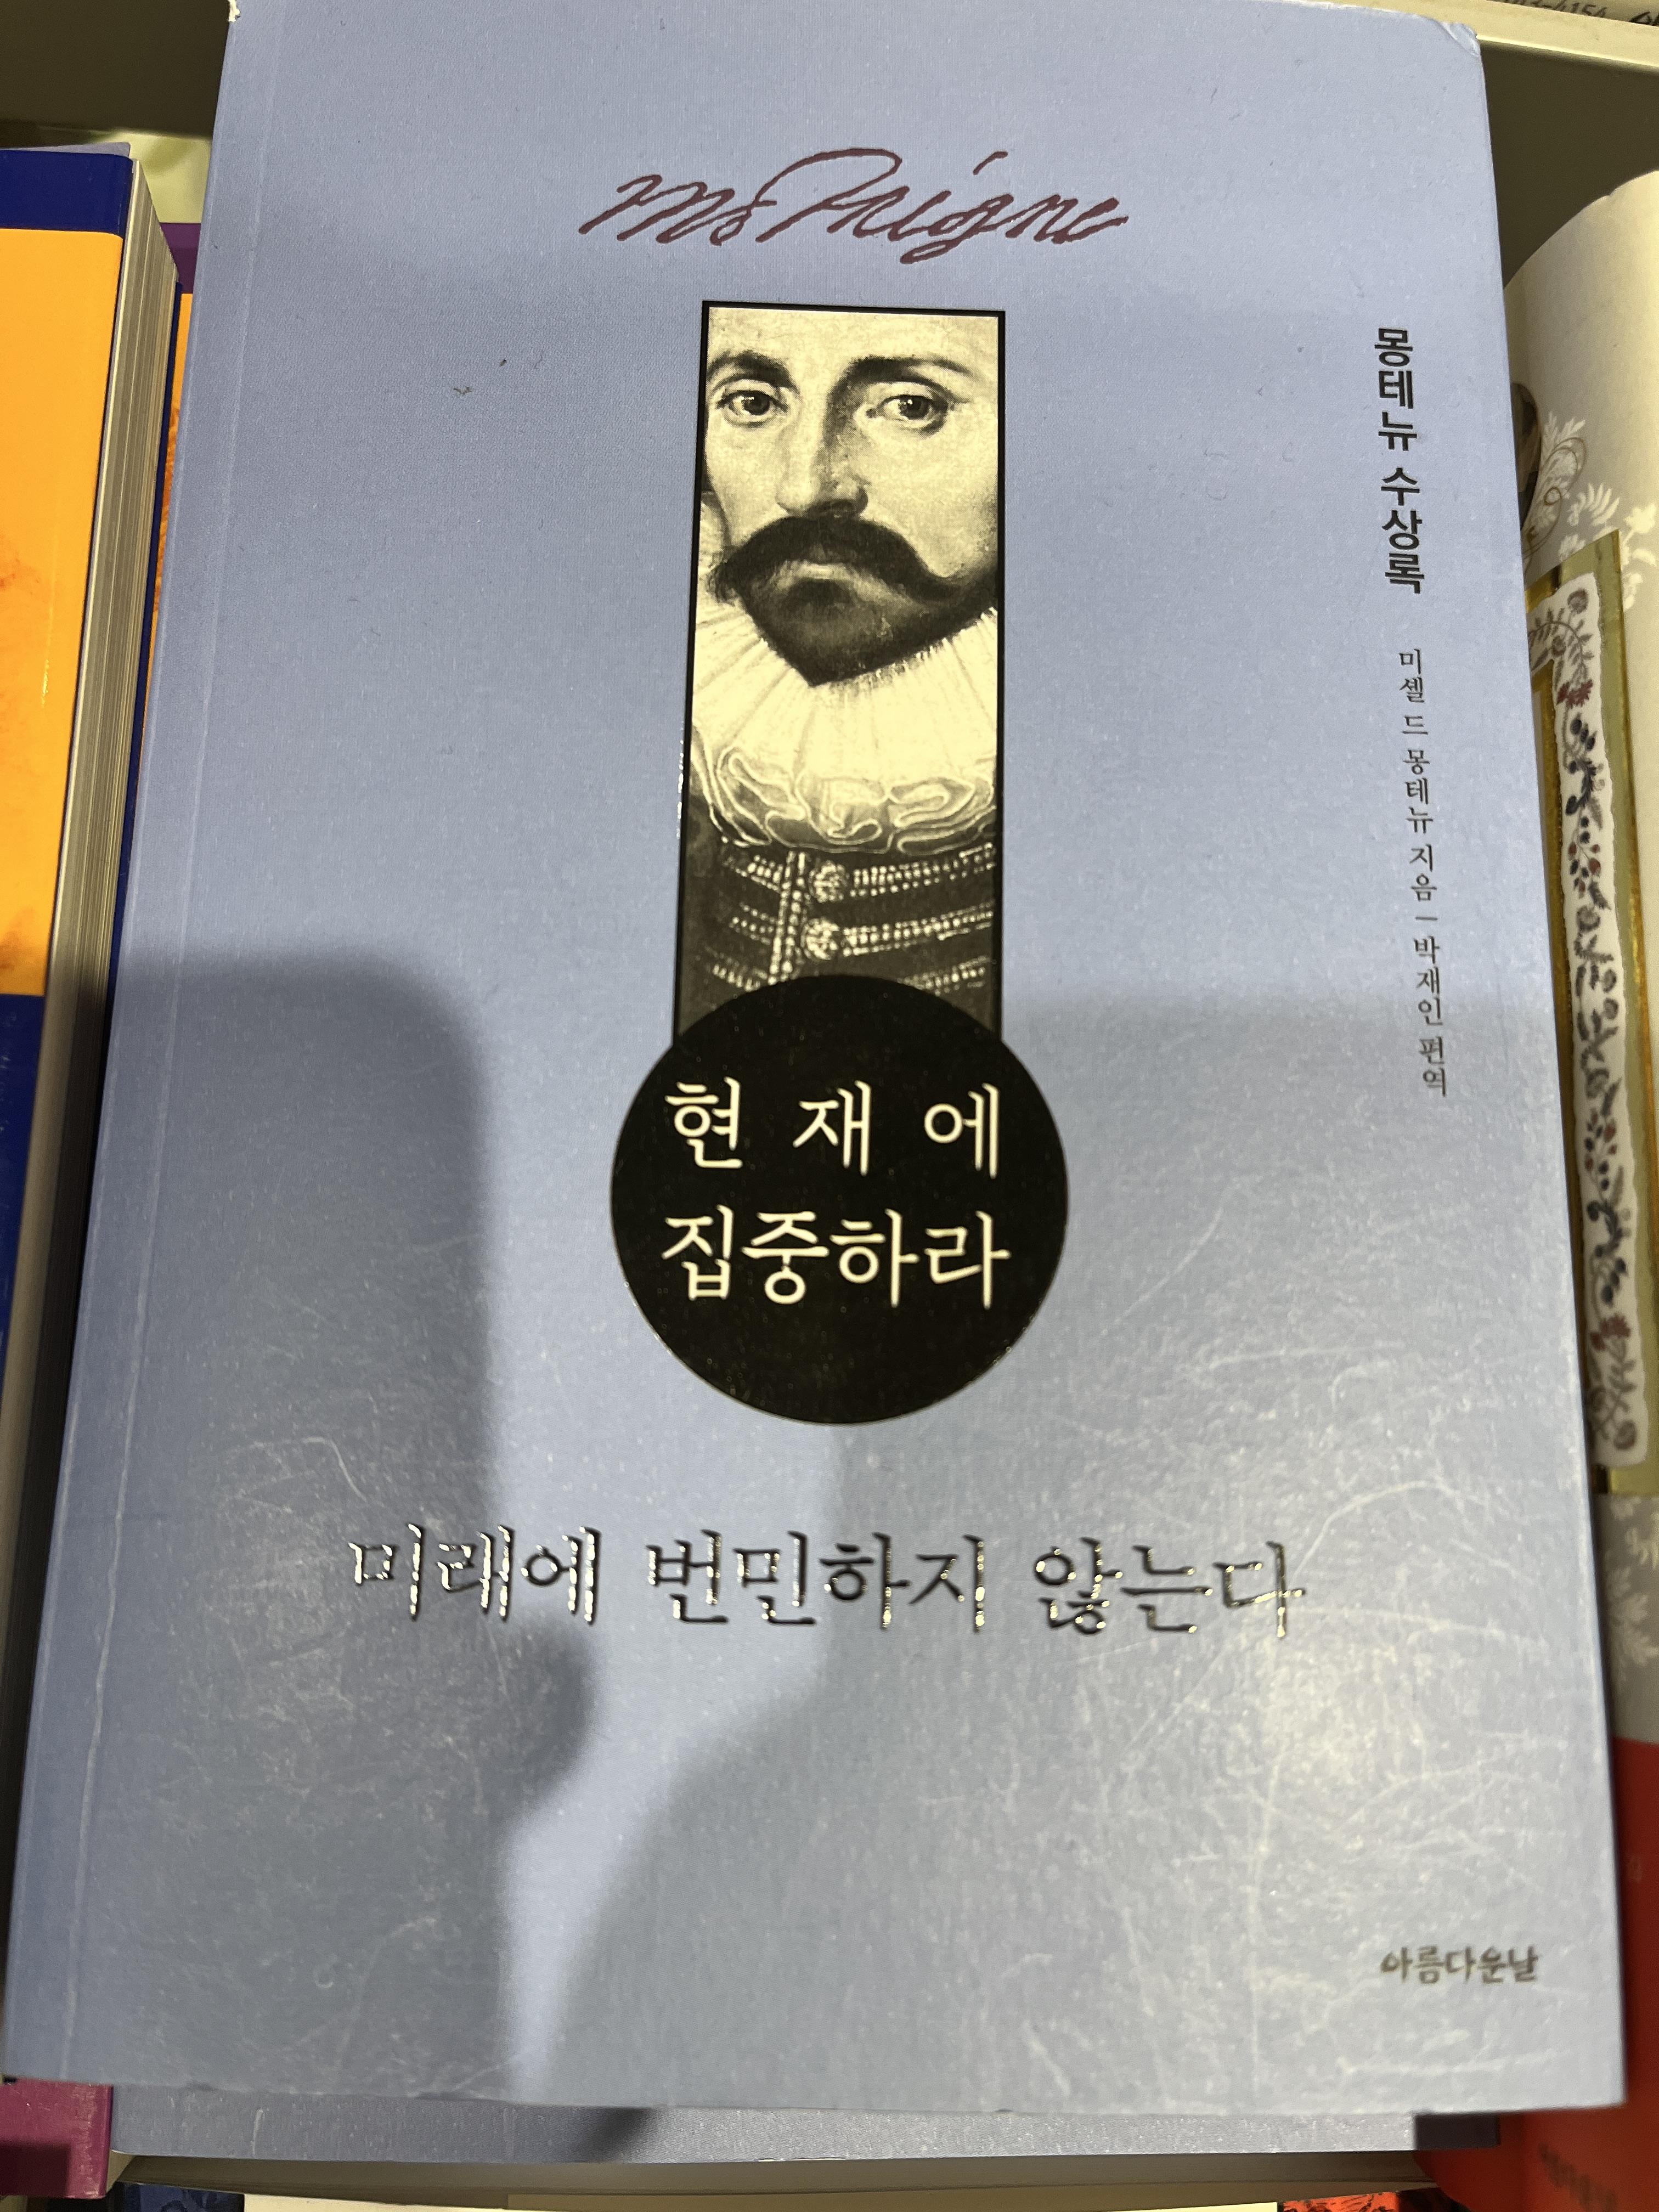 몽테뉴 수상록
미셸 드 몽테뉴 지음 — 박재인 편역
현재에
집중하라
미래에 번민하지 않는다
아름다운날